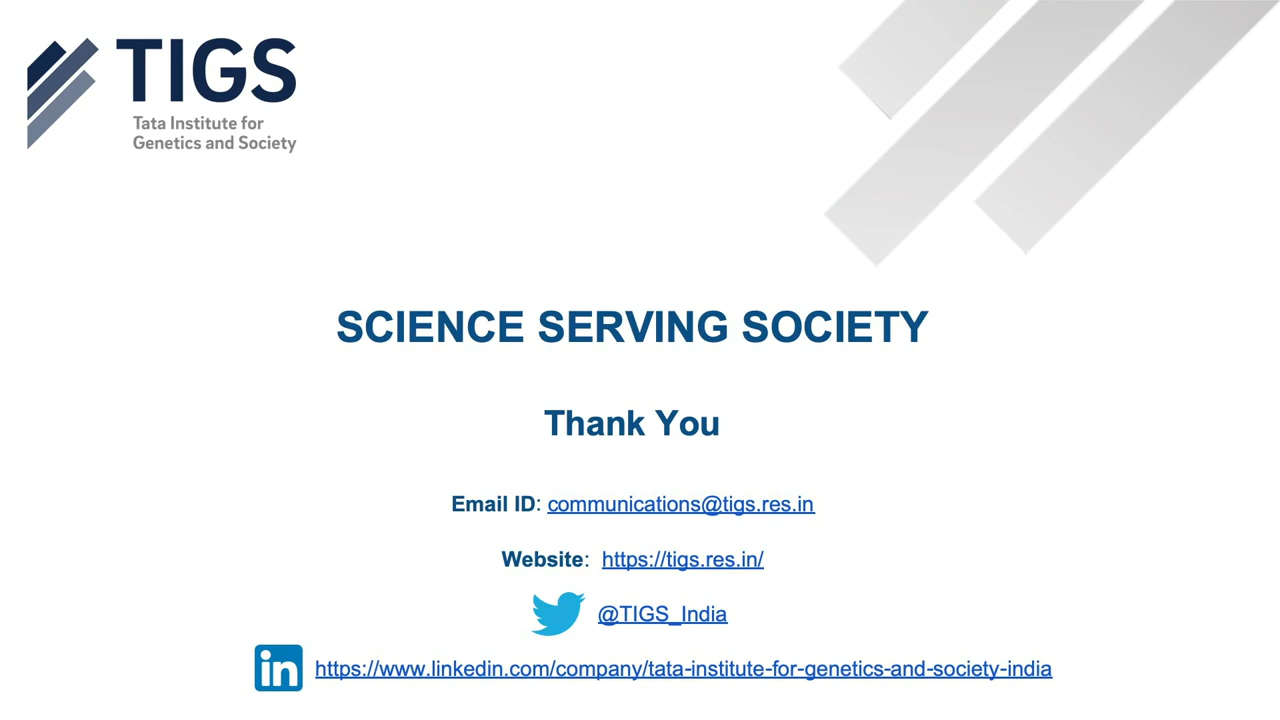 TIGS
Tata Institute for
Genetics and Society
SCIENCE SERVING SOCIETY
Thank You
Email ID: communications@tigs.res.in
Website: https://tigs.res.in/
@TIGS_India
in https://www.linkedin.com/company/tata-institute-for-genetics-and-society-india